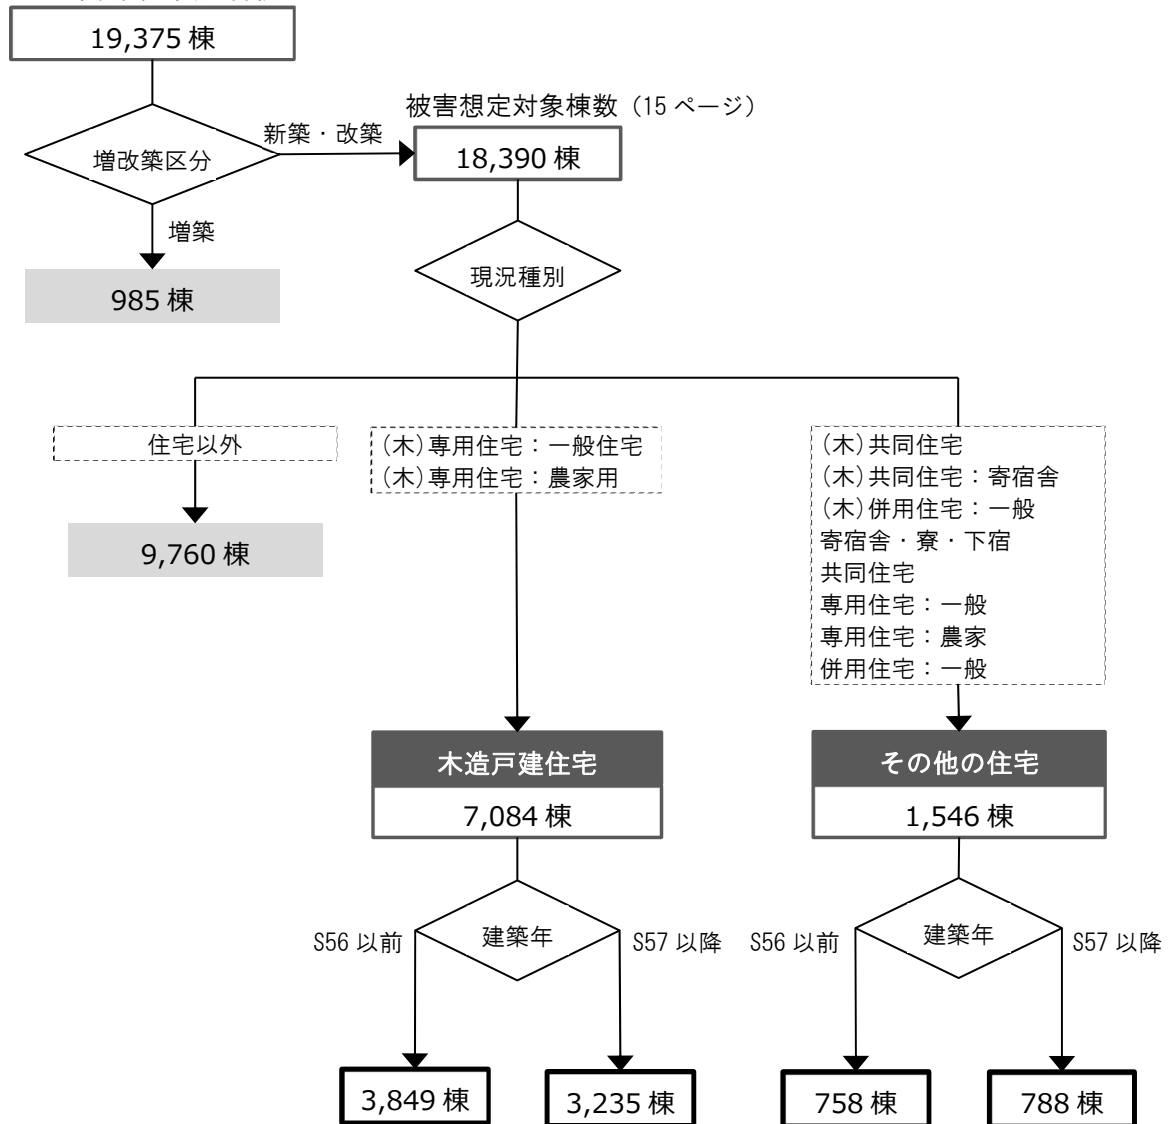 19,375 棟
被害想定対象棟数（15 ページ）
新築・改築
増改築区分
18,390 棟
増築
985 棟
現況種別
住宅以外
(木)専用住宅：一般住宅
(木)専用住宅：農家用
9,760 棟
(木)共同住宅
(木)共同住宅：寄宿舎
(木)併用住宅：一般
寄宿舎・寮・下宿
共同住宅
専用住宅：一般
専用住宅：農家
併用住宅：一般
木造戸建住宅
7,084 棟
その他の住宅
1,546 棟
S56 以前
建築年
S57 以降
S56 以前
建築年
S57 以降
3,849 棟
3,235 棟
758 棟
788 棟